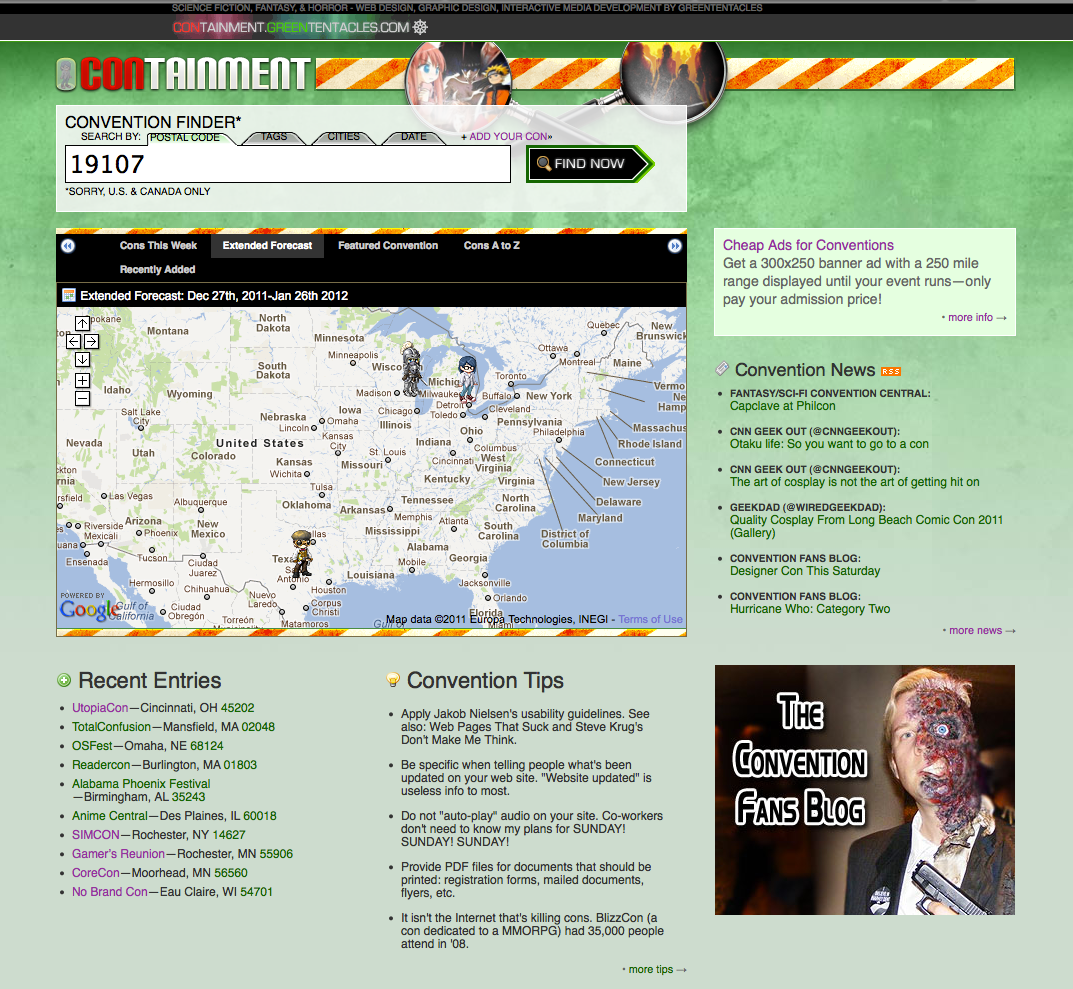 SCIENCE FICTION, FANTASY, & HORROR - WEB DESIGN, GRAPHIC DESIGN, INTERACTIVE MEDIA DEVELOPMENT BY GREENTENTACLES
CONTAINMENT.GREENTENTACLES.COM
CONTAINMENT
CONVENTION FINDER*
SEARCH BY: POSTAL CODE TAGS CITIES DATE + ADD YOUR CON»
19107
FIND NOW
*SORRY, U.S. & CANADA ONLY
Cons This Week Extended Forecast Featured Convention Cons A to Z
Recently Added
Extended Forecast: Dec 27th, 2011-Jan 26th 2012
spokane
Montana
North
Dakota
Minnesota
Minneapolis
Wisco
Michig
Ottawa
Quebec
Montreal
New
Brunswick
Maine
Toronto
Vermo
New
Hamp
South
Dakota
Idaho
Wyoming
Madison
Milwaukee
Detroit
Buffalo
New York
Massachus
Salt Lake
City
Nebraska
Lincoln
Iowa
Omaha
Chicago
Illinois
Toledo
Cleveland
Pennsylvania
Ohio
Philadelphia
Rhode Island
Nevada
Utah
United States
Colorado
Kansas
City
Indiana
Columbus
Connecticut
Kansas
Wichita
St. Louis
Missouri
Cincinnati
West
Virginia
Kentucky
Virginia
New Jersey
Las Vegas
Albuquerque
Tulsa
Oklahoma
Arkansas
Tennessee
Memphis
North
Carolina
Delaware
Maryland
Riverside
Mexicali
Arizona
Phoenix
New
Mexico
Dallas
Mississippi
Atlanta
South
Carolina
District of
Columbia
Ensenada
Tucson
Ciudad
Juarez
Texas
San
Antonio
Alabama
Georgia
Louisiana
Mobile
Jacksonville
Hermosillo
Chihuahua
Houston
Orlando
Nuevo
Laredo
Corpus
Christi
Florida
Gulf of
California
Ciudad
Obregon
Torreón
Matamoros
POWERED BY
Google
Map data ©2011 Europa Technologies, INEGI - Terms of Use
Cheap Ads for Conventions
Get a 300x250 banner ad with a 250 mile
range displayed until your event runs—only
pay your admission price!
• more info →
Convention News RSS
• FANTASY/SCI-FI CONVENTION CENTRAL:
Capclave at Philcon
• CNN GEEK OUT (@CNNGEEKOUT):
Otaku life: So you want to go to a con
• CNN GEEK OUT (@CNNGEEKOUT):
The art of cosplay is not the art of getting hit on
• GEEKDAD (@WIREDGEEKDAD):
Quality Cosplay From Long Beach Comic Con 2011
(Gallery)
• CONVENTION FANS BLOG:
Designer Con This Saturday
• CONVENTION FANS BLOG:
Hurricane Who: Category Two
• more news →
Recent Entries
• UtopiaCon—Cincinnati, OH 45202
• TotalConfusion—Mansfield, MA 02048
• OSFest—Omaha, NE 68124
• Readercon—Burlington, MA 01803
• Alabama Phoenix Festival
—Birmingham, AL 35243
• Anime Central—Des Plaines, IL 60018
• SIMCON—Rochester, NY 14627
• Gamer's Reunion—Rochester, MN 55906
• CoreCon—Moorhead, MN 56560
• No Brand Con—Eau Claire, WI 54701
Convention Tips
• Apply Jakob Nielsen's usability guidelines. See
also: Web Pages That Suck and Steve Krug's
Don't Make Me Think.
• Be specific when telling people what's been
updated on your web site. "Website updated" is
useless info to most.
• Do not "auto-play" audio on your site. Co-workers
don't need to know my plans for SUNDAY!
SUNDAY! SUNDAY!
• Provide PDF files for documents that should be
printed: registration forms, mailed documents,
flyers, etc.
• It isn't the Internet that's killing cons. BlizzCon (a
con dedicated to a MMORPG) had 35,000 people
attend in '08.
• more tips →
THE
CONVENTION
FANS BLOG